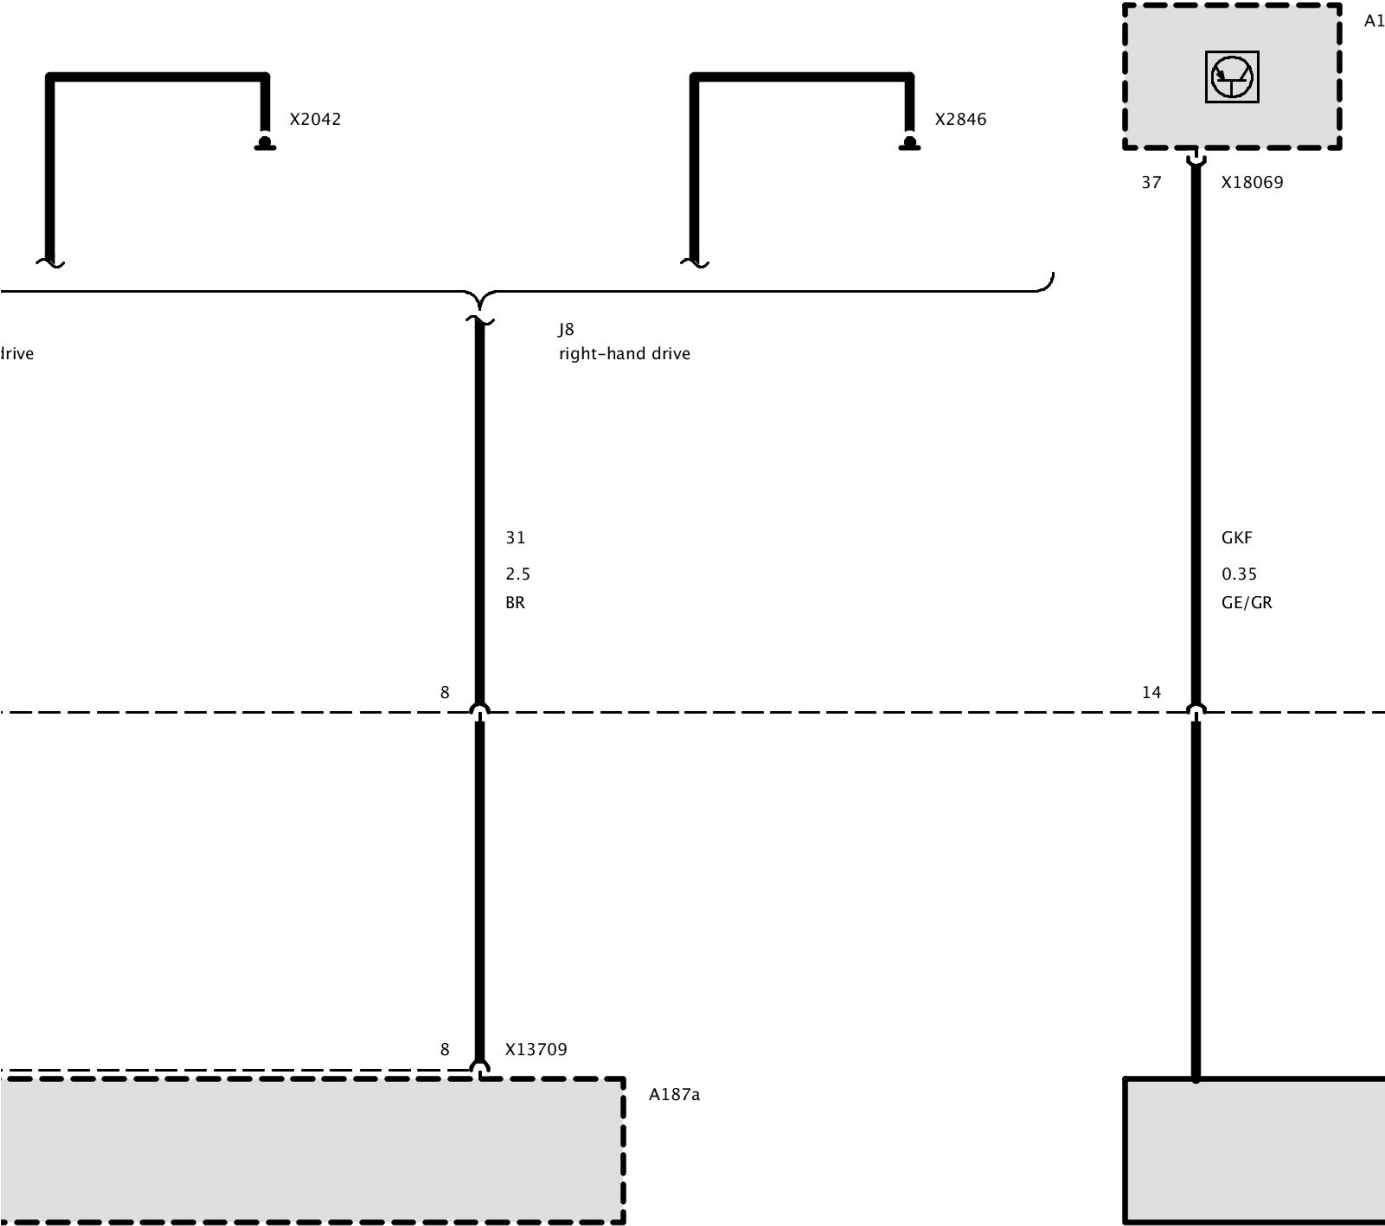 A1
X2042
X2846
37
X18069
J8
drive
right-hand drive
31
GKF
2.5
0.35
BR
GE/GR
8
14
8
X13709
A187a